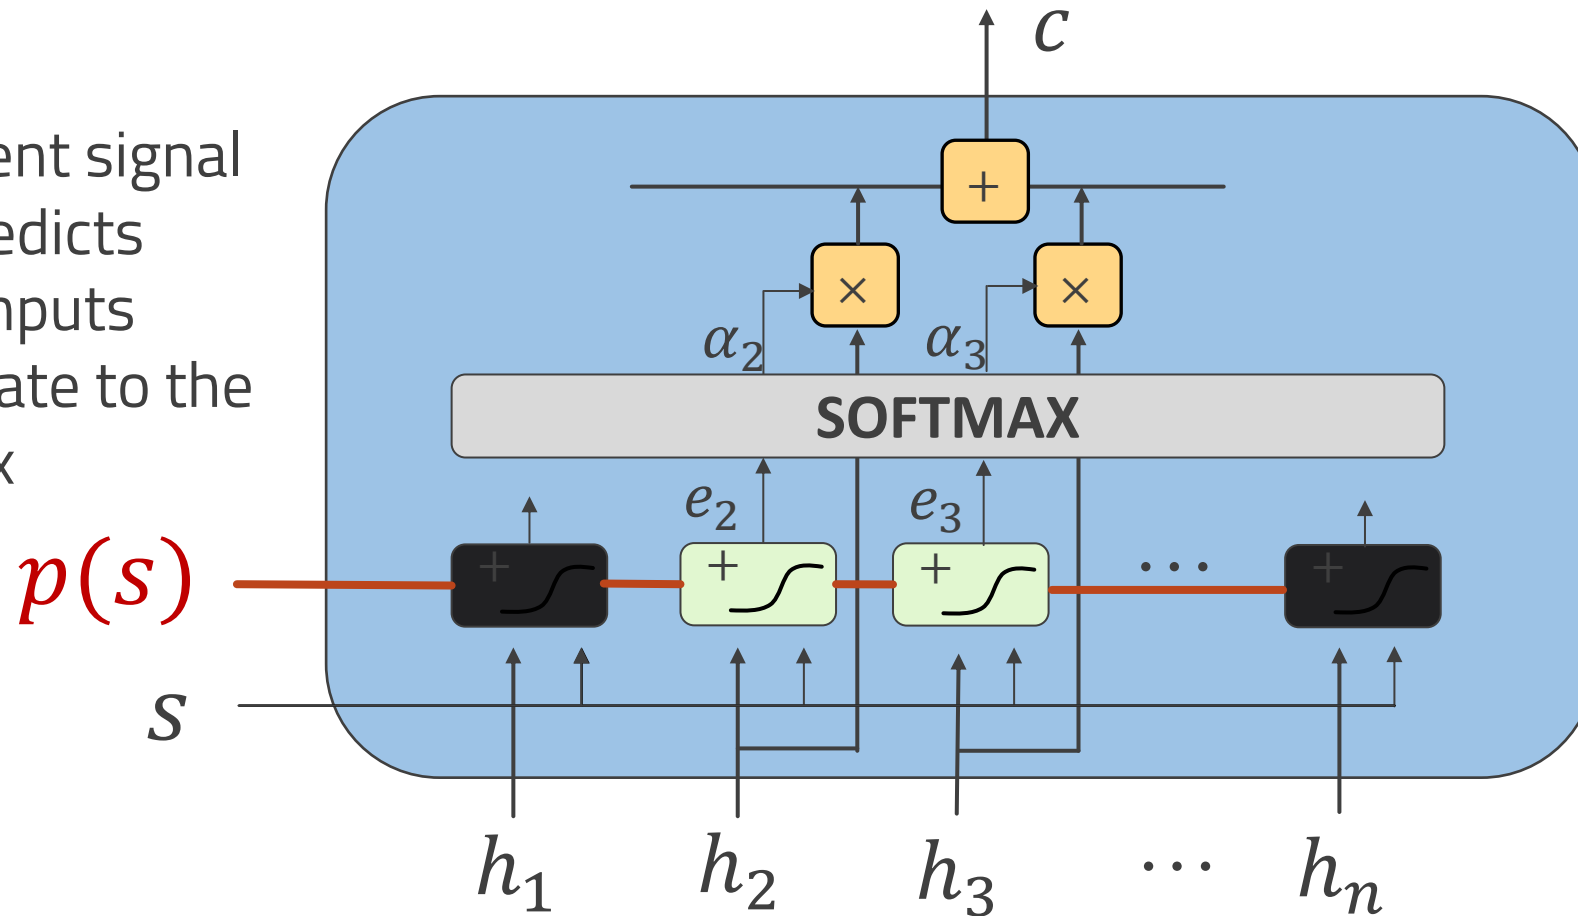 c
ent signal
edicts
nputs
ate to the
x
+
× ×
α₂ α₃
SOFTMAX
e₂ e₃
p(s) + + + ⋯ +
s
h₁ h₂ h₃ ⋯ hₙ